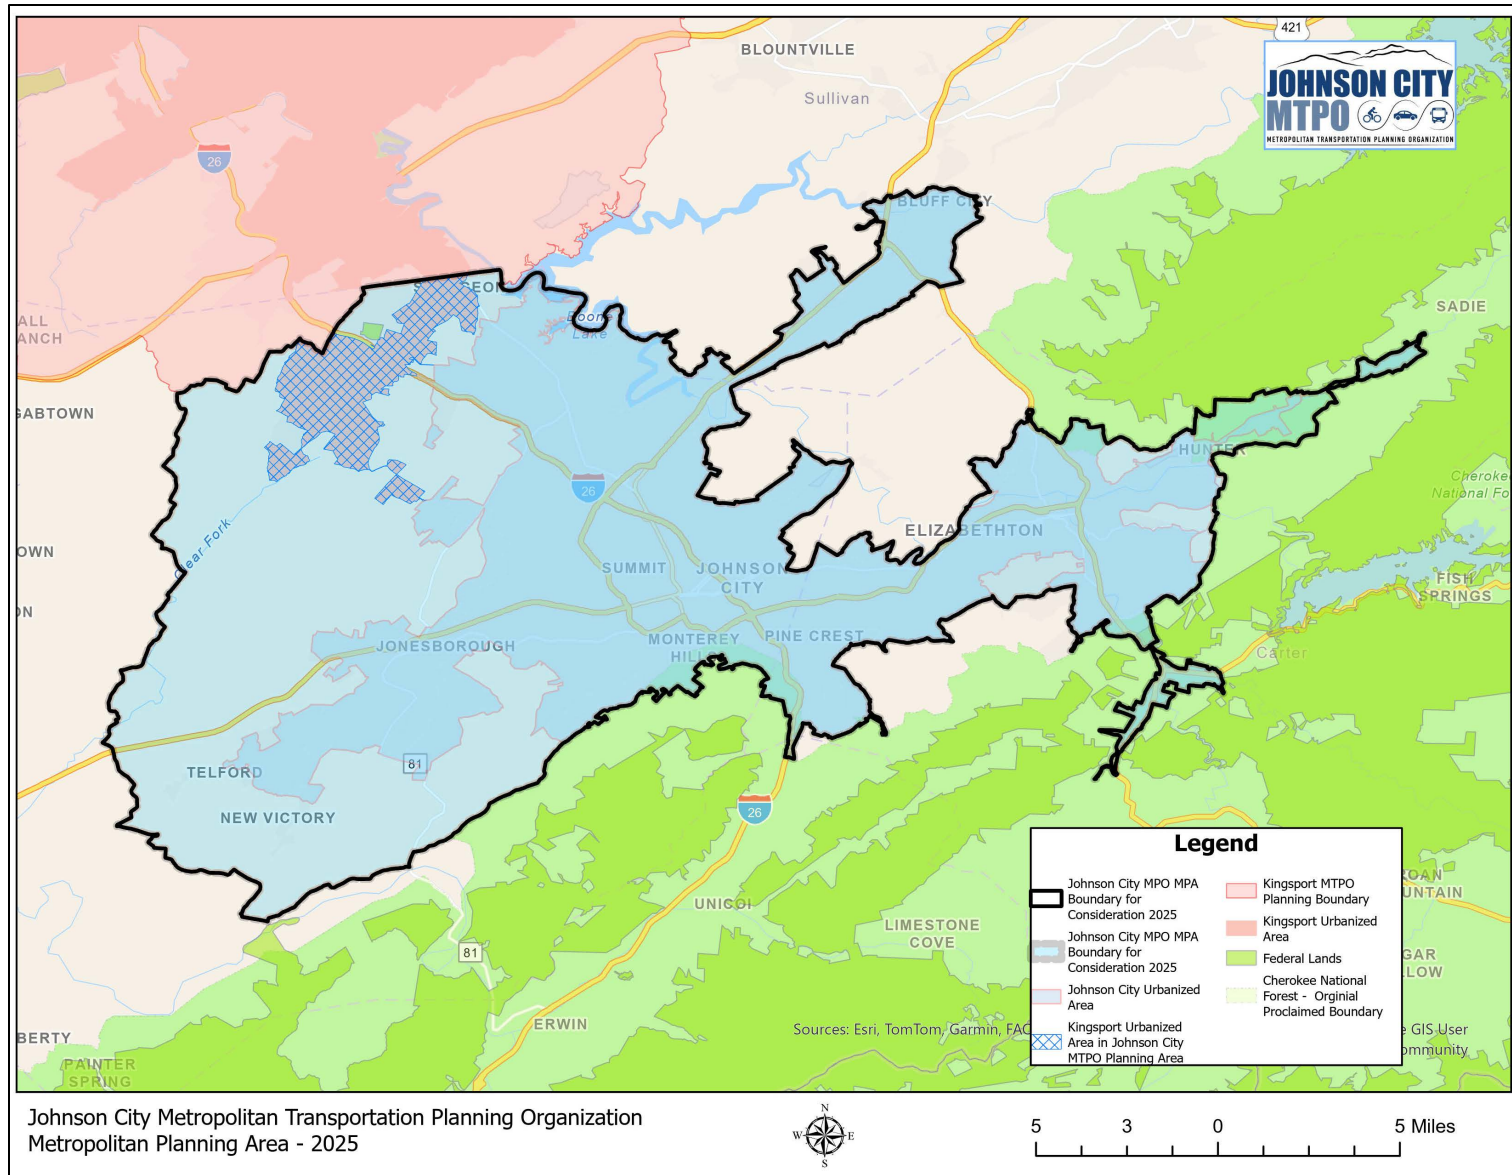 421
BLOUNTVILLE
Sullivan
JOHNSON CITY
MTPO
METROPOLITAN TRANSPORTATION PLANNING ORGANIZATION
26
BLUFF CITY
GEON
Boone
Lake
SADIE
ALL
ANCH
GABTOWN
HUNTER
Cherokee
National Fo
26
ELIZABETHTON
OWN
Clear Fork
SUMMIT
JOHNSON
CITY
FISH
SPRINGS
ON
JONESBOROUGH
MONTEREY
HILLS
PINE CREST
Carter
TELFORD
81
NEW VICTORY
26
UNICOI
LIMESTONE
COVE
ROAN
UNTAIN
81
GAR
LLOW
ERWIN
BERTY
PAINTER
SPRING
Sources: Esri, TomTom, Garmin, FAO
e GIS User
ommunity
Legend
Johnson City MPO MPA
Boundary for
Consideration 2025
Johnson City MPO MPA
Boundary for
Consideration 2025
Johnson City Urbanized
Area
Kingsport Urbanized
Area in Johnson City
MTPO Planning Area
Kingsport MTPO
Planning Boundary
Kingsport Urbanized
Area
Federal Lands
Cherokee National
Forest - Orginial
Proclaimed Boundary
Johnson City Metropolitan Transportation Planning Organization
Metropolitan Planning Area - 2025
N
W E
S
5 3 0 5 Miles